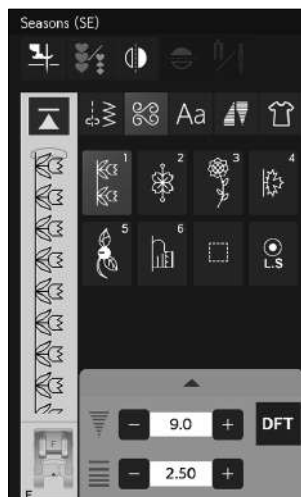 Seasons (SE)
Aa
1 2 3 4
5 6
L.S
− 9.0 + DFT
F
− 2.50 +
F